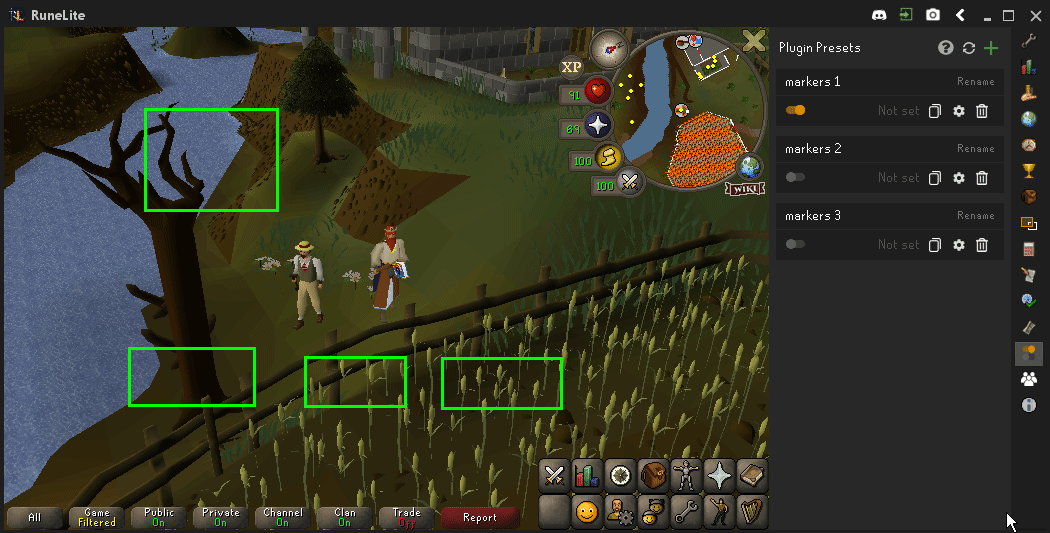 RuneLite
XP
91
69
100
100
WIKI
All
Game
Filtered
Public
On
Private
On
Channel
On
Clan
On
Trade
Off
Report
Plugin Presets
markers 1
Rename
Not set
markers 2
Rename
Not set
markers 3
Rename
Not set